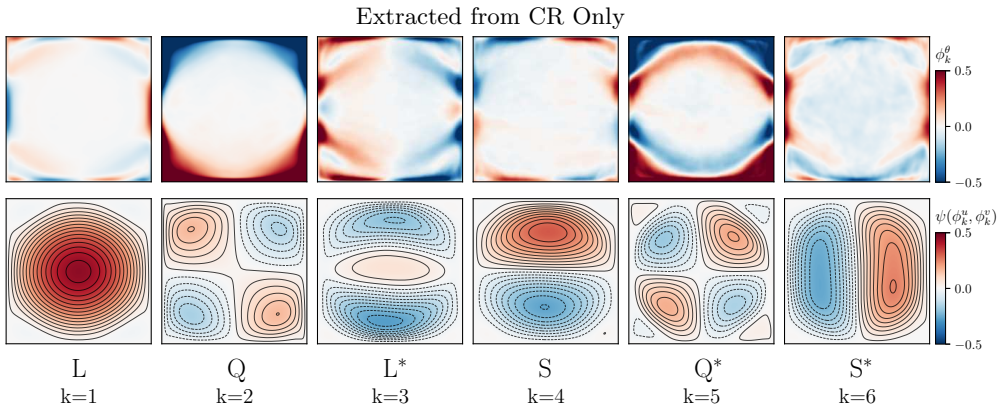 Extracted from CR Only
ϕ_k^θ
0.5
0.0
−0.5
ψ(ϕ_k^u, ϕ_k^v)
0.5
0.0
−0.5
L Q L* S Q* S*
k=1 k=2 k=3 k=4 k=5 k=6